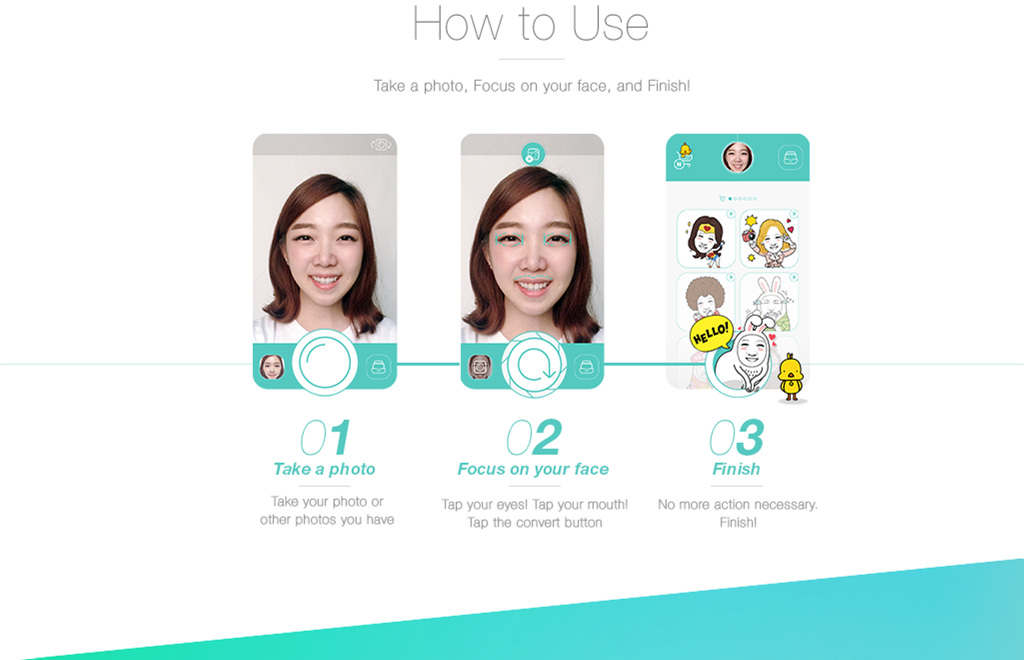 How to Use
Take a photo, Focus on your face, and Finish!
HELLO!
01
Take a photo
Take your photo or
other photos you have
02
Focus on your face
Tap your eyes! Tap your mouth!
Tap the convert button
03
Finish
No more action necessary.
Finish!